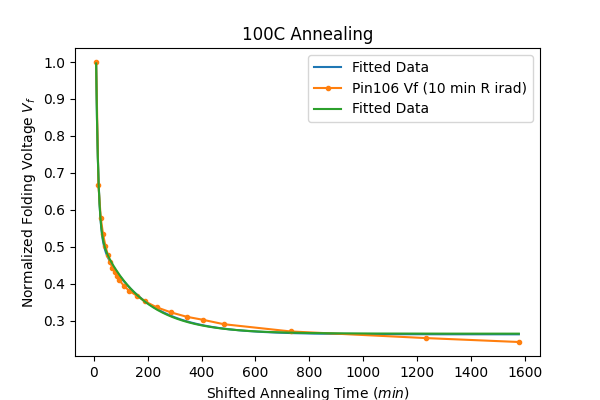 100C Annealing
Normalized Folding Voltage V_f
1.0
0.9
0.8
0.7
0.6
0.5
0.4
0.3
Fitted Data
Pin106 Vf (10 min R irad)
Fitted Data
0 200 400 600 800 1000 1200 1400 1600
Shifted Annealing Time (min)